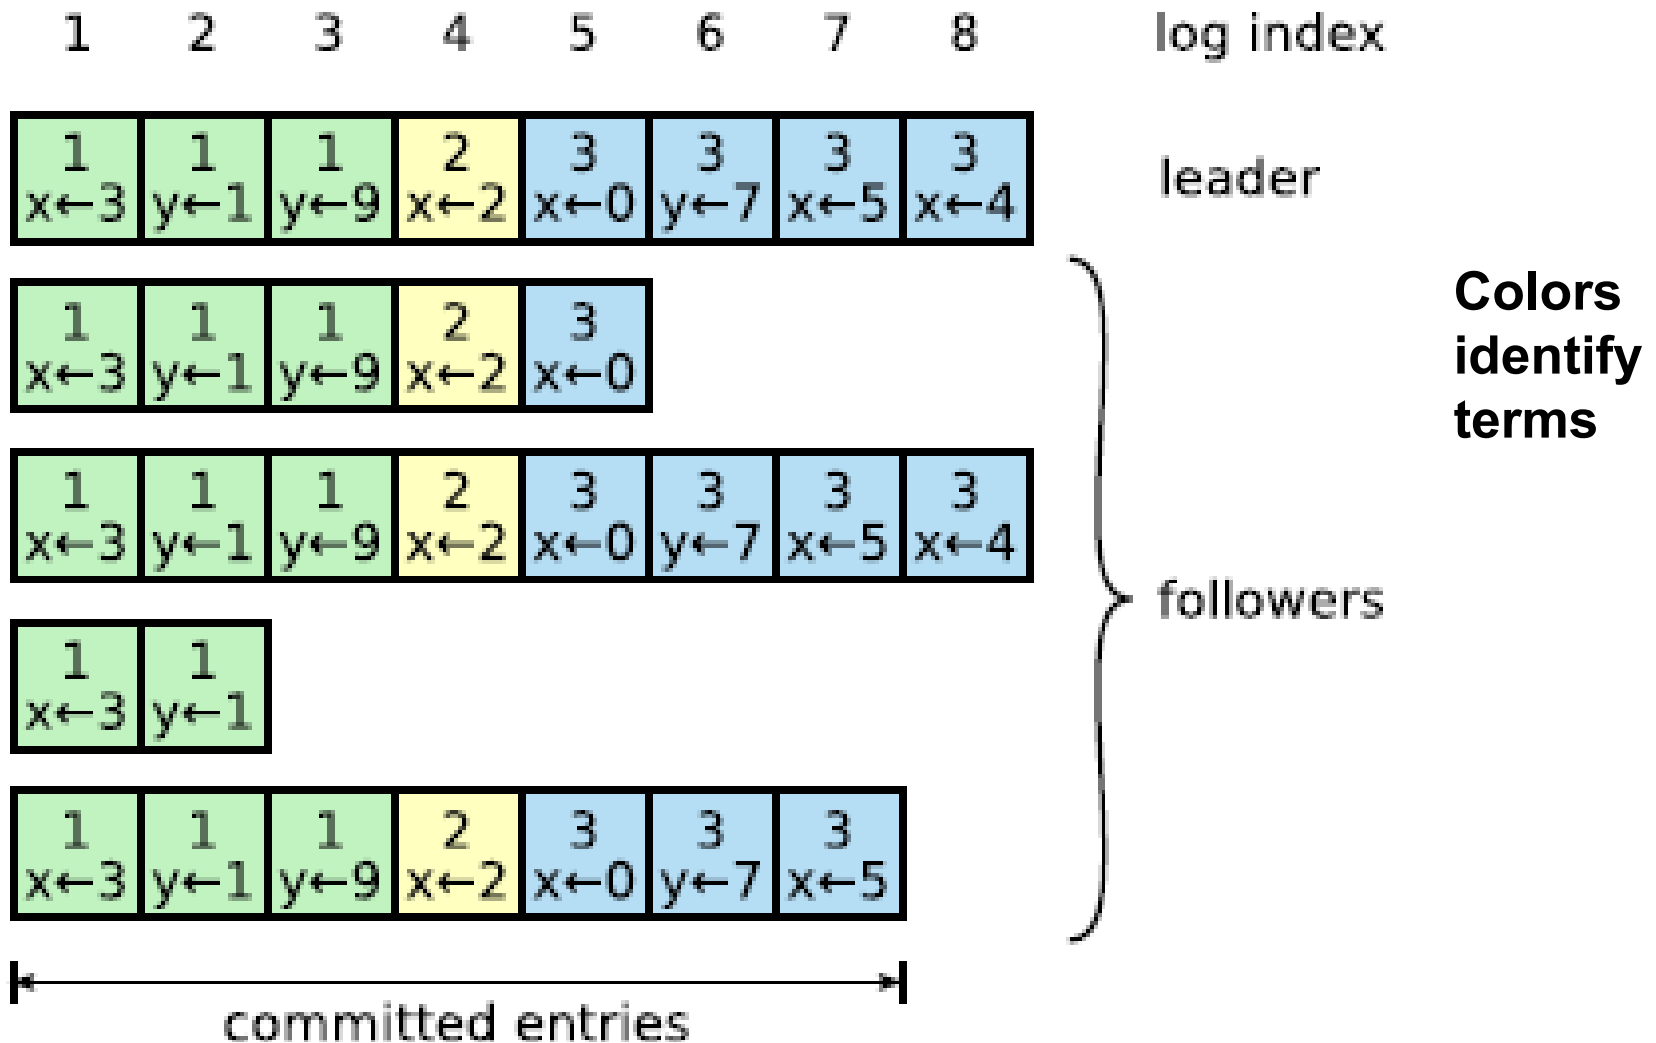 1 2 3 4 5 6 7 8 log index
1 1 1 2 3 3 3 3
x←3 y←1 y←9 x←2 x←0 y←7 x←5 x←4
leader
1 1 1 2 3
x←3 y←1 y←9 x←2 x←0
Colors
identify
terms
1 1 1 2 3 3 3 3
x←3 y←1 y←9 x←2 x←0 y←7 x←5 x←4
followers
1 1
x←3 y←1
1 1 1 2 3 3 3
x←3 y←1 y←9 x←2 x←0 y←7 x←5
committed entries